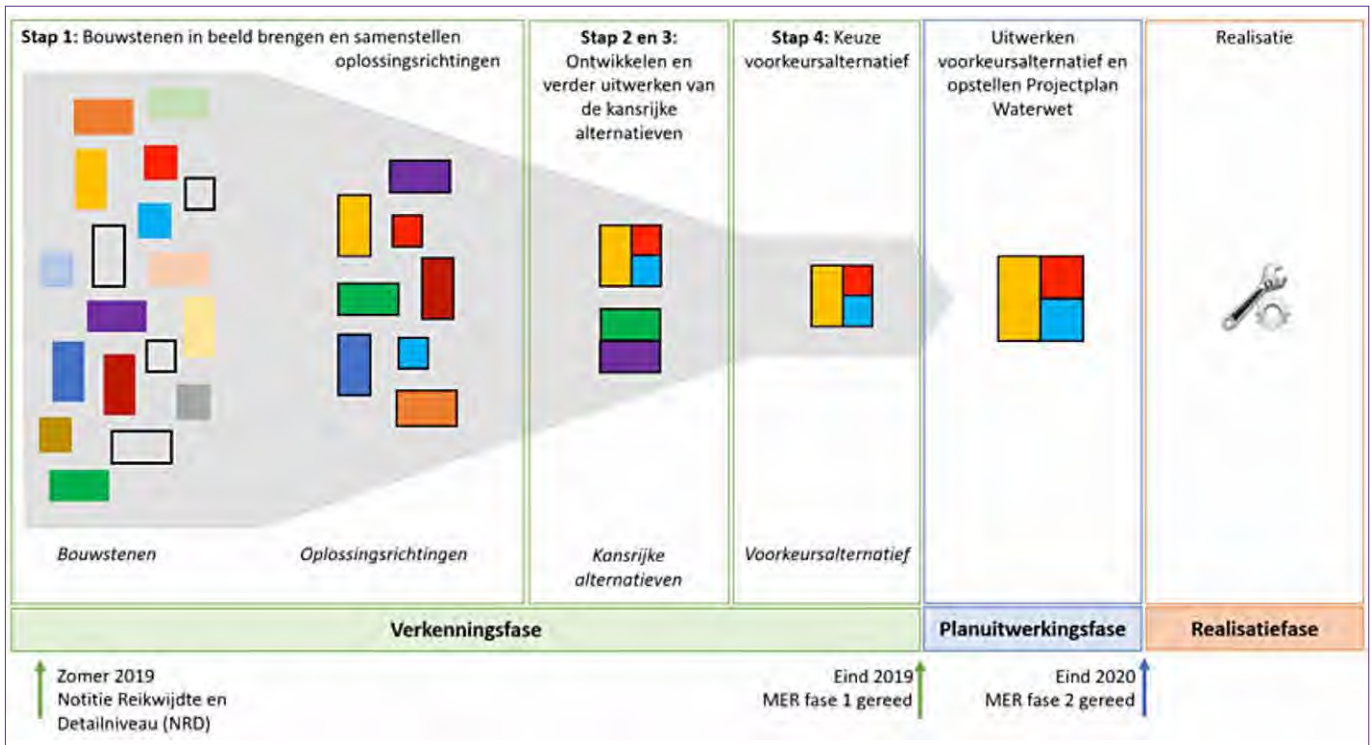 Stap 1: Bouwstenen in beeld brengen en samenstellen
oplossingsrichtingen
Stap 2 en 3:
Ontwikkelen en
verder uitwerken van
de kansrijke
alternatieven
Stap 4: Keuze
voorkeursalternatief
Uitwerken
voorkeursalternatief en
opstellen Projectplan
Waterwet
Realisatie
Bouwstenen
Oplossingsrichtingen
Kansrijke
alternatieven
Voorkeursalternatief
Verkenningsfase
Planuitwerkingsfase
Realisatiefase
Zomer 2019
Notitie Reikwijdte en
Detailniveau (NRD)
Eind 2019
MER fase 1 gereed
Eind 2020
MER fase 2 gereed